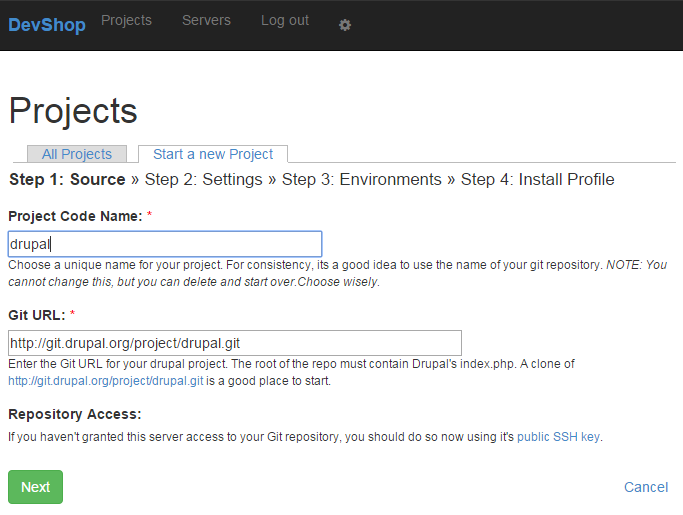 DevShop Projects Servers Log out
Projects
All Projects Start a new Project
Step 1: Source » Step 2: Settings » Step 3: Environments » Step 4: Install Profile
Project Code Name: *
drupal
Choose a unique name for your project. For consistency, its a good idea to use the name of your git repository. NOTE: You
cannot change this, but you can delete and start over.Choose wisely.
Git URL: *
http://git.drupal.org/project/drupal.git
Enter the Git URL for your drupal project. The root of the repo must contain Drupal's index.php. A clone of
http://git.drupal.org/project/drupal.git is a good place to start.
Repository Access:
If you haven't granted this server access to your Git repository, you should do so now using it's public SSH key.
Next Cancel